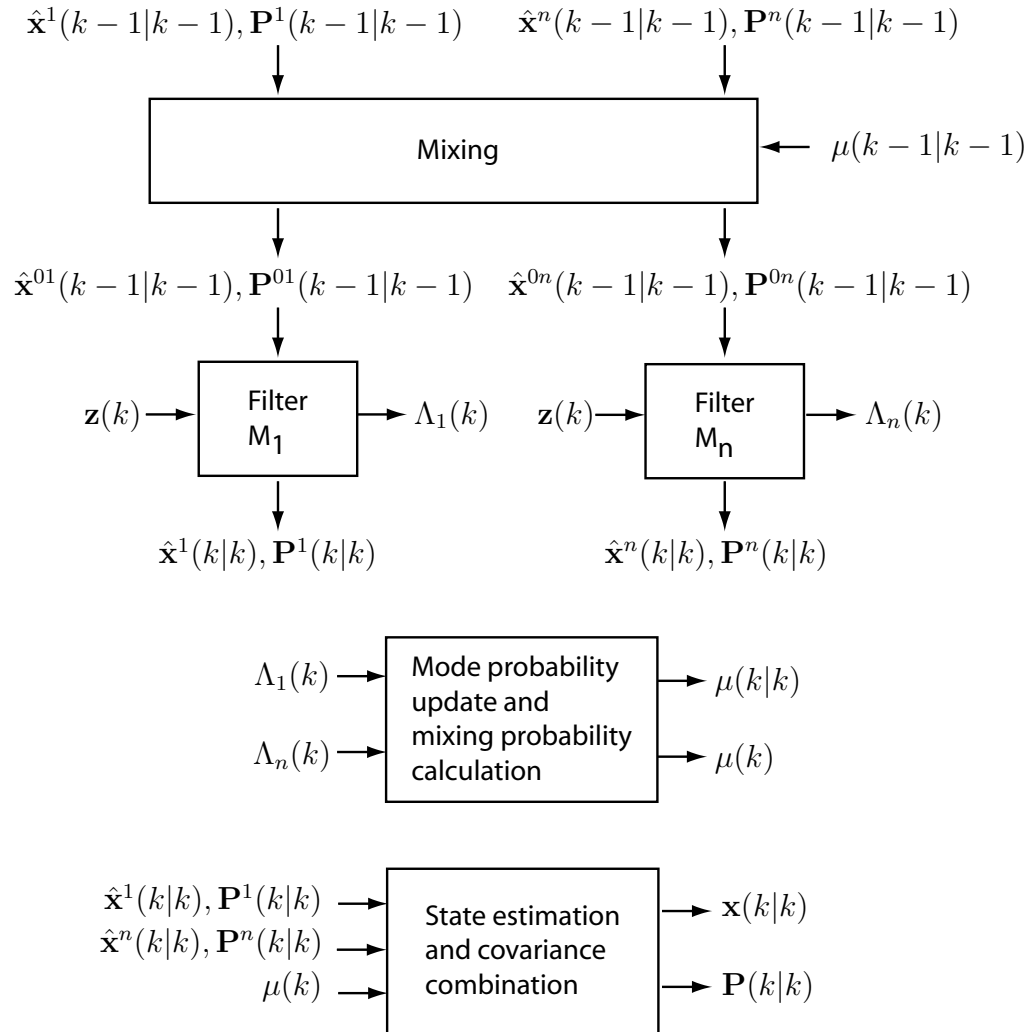 x̂¹(k−1|k−1), P¹(k−1|k−1)
x̂ⁿ(k−1|k−1), Pⁿ(k−1|k−1)
Mixing
μ(k−1|k−1)
x̂⁰¹(k−1|k−1), P⁰¹(k−1|k−1)
x̂⁰ⁿ(k−1|k−1), P⁰ⁿ(k−1|k−1)
z(k)
Filter
M₁
Λ₁(k)
z(k)
Filter
Mₙ
Λₙ(k)
x̂¹(k|k), P¹(k|k)
x̂ⁿ(k|k), Pⁿ(k|k)
Λ₁(k)
Λₙ(k)
Mode probability
update and
mixing probability
calculation
μ(k|k)
μ(k)
x̂¹(k|k), P¹(k|k)
x̂ⁿ(k|k), Pⁿ(k|k)
μ(k)
State estimation
and covariance
combination
x(k|k)
P(k|k)